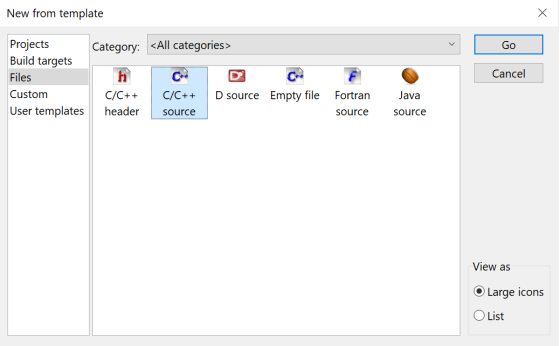 New from template
Projects
Build targets
Files
Custom
User templates
Category:
<All categories>
Go
Cancel
C/C++
header
C/C++
source
D source
Empty file
Fortran
source
Java
source
View as
Large icons
List